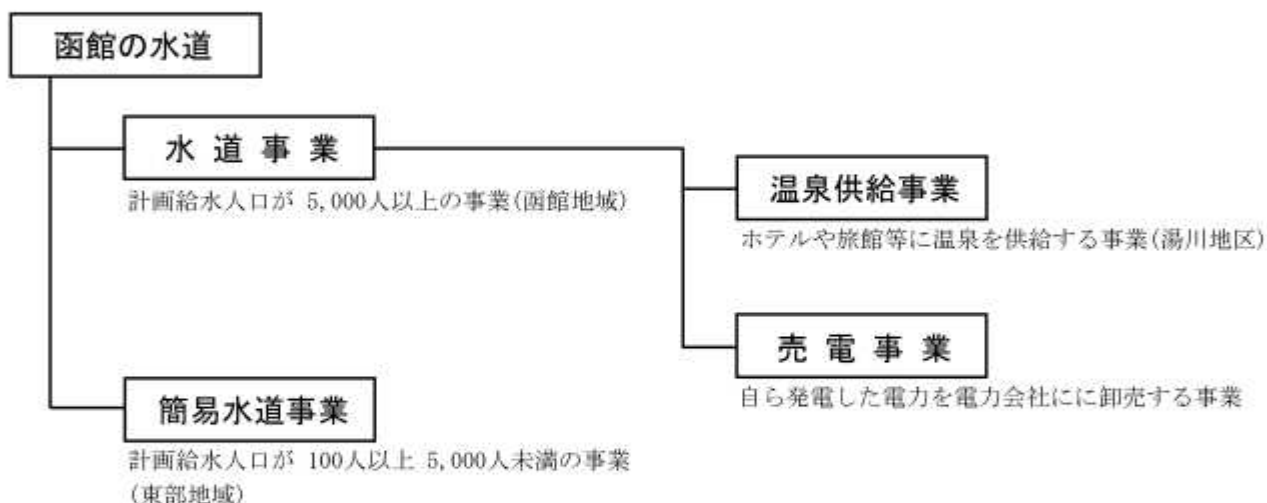 函館の水道
水道事業
計画給水人口が 5,000人以上の事業(函館地域)
温泉供給事業
ホテルや旅館等に温泉を供給する事業(湯川地区)
売電事業
自ら発電した電力を電力会社にに卸売する事業
簡易水道事業
計画給水人口が 100人以上 5,000人未満の事業
(東部地域)